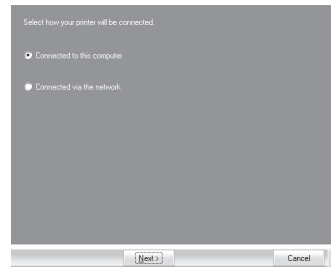 Select how your printer will be connected.
Connected to this computer
Connected via the network
Next >
Cancel